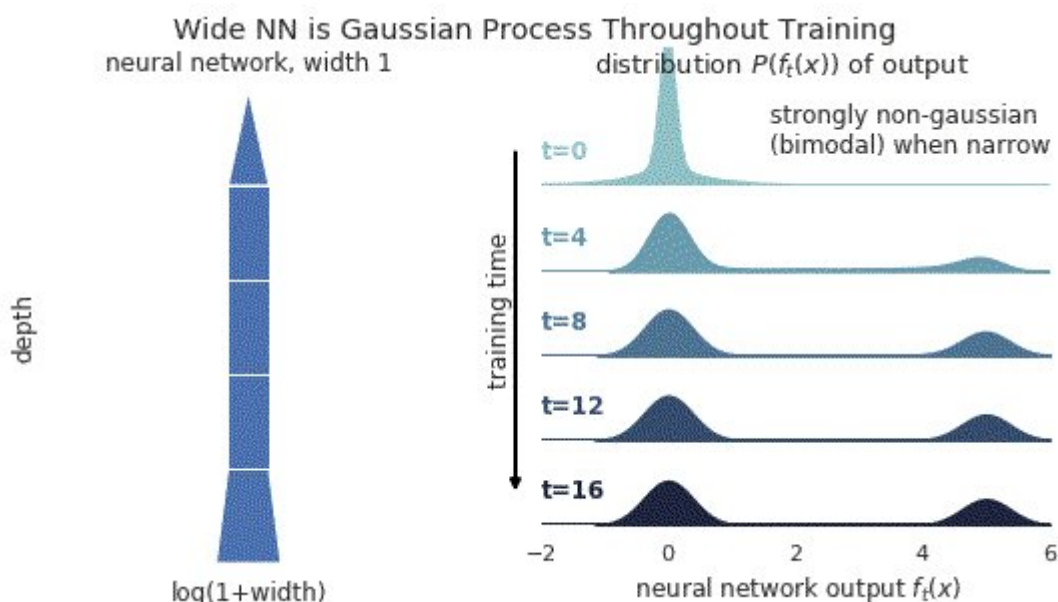 Wide NN is Gaussian Process Throughout Training
neural network, width 1
distribution P(f_t(x)) of output
strongly non-gaussian
(bimodal) when narrow
t=0
t=4
t=8
t=12
t=16
training time
depth
log(1+width)
−2 0 2 4 6
neural network output f_t(x)